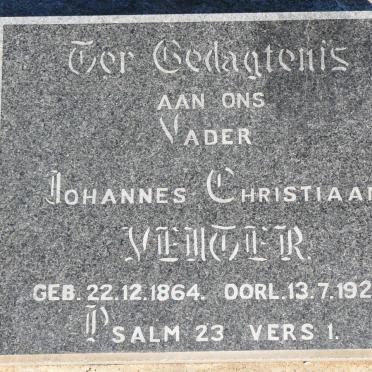 Ter Gedagtenis
AAN ONS
VADER
JOHANNES CHRISTIAAN
VENTER.
GEB. 22.12.1864. OORL. 13.7.192
PSALM 23 VERS 1.